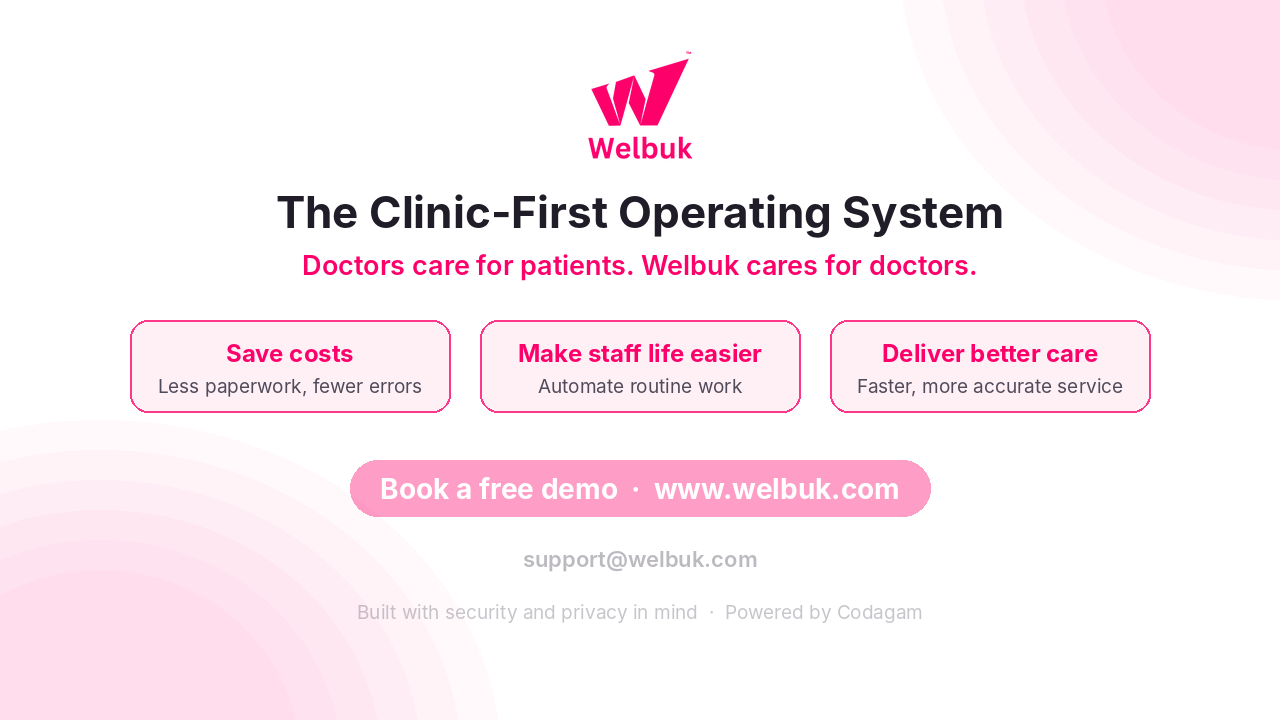 ™
Welbuk
The Clinic-First Operating System
Doctors care for patients. Welbuk cares for doctors.
Save costs
Less paperwork, fewer errors
Make staff life easier
Automate routine work
Deliver better care
Faster, more accurate service
Book a free demo · www.welbuk.com
support@welbuk.com
Built with security and privacy in mind · Powered by Codagam